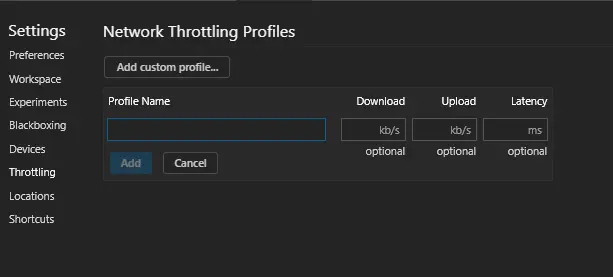 Settings
Preferences
Workspace
Experiments
Blackboxing
Devices
Throttling
Locations
Shortcuts
Network Throttling Profiles
Add custom profile...
Profile Name Download Upload Latency
kb/s kb/s ms
optional optional optional
Add Cancel